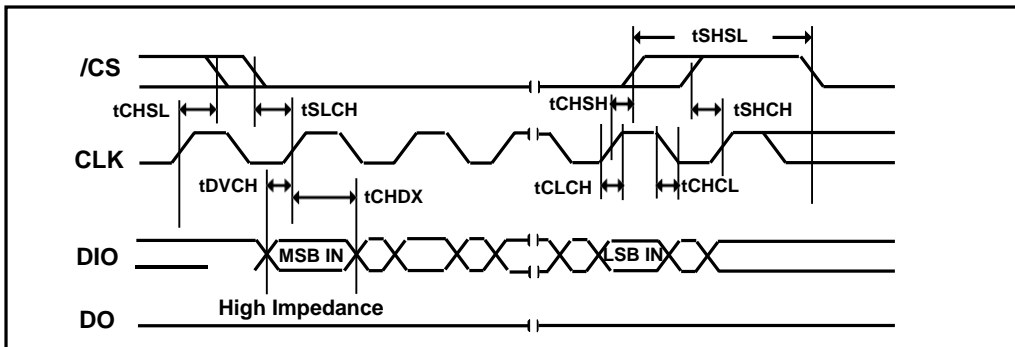 tSHSL
/CS
tCHSL
tSLCH
tCHSH
tSHCH
CLK
tDVCH
tCHDX
tCLCH
tCHCL
DIO
MSB IN
LSB IN
High Impedance
DO